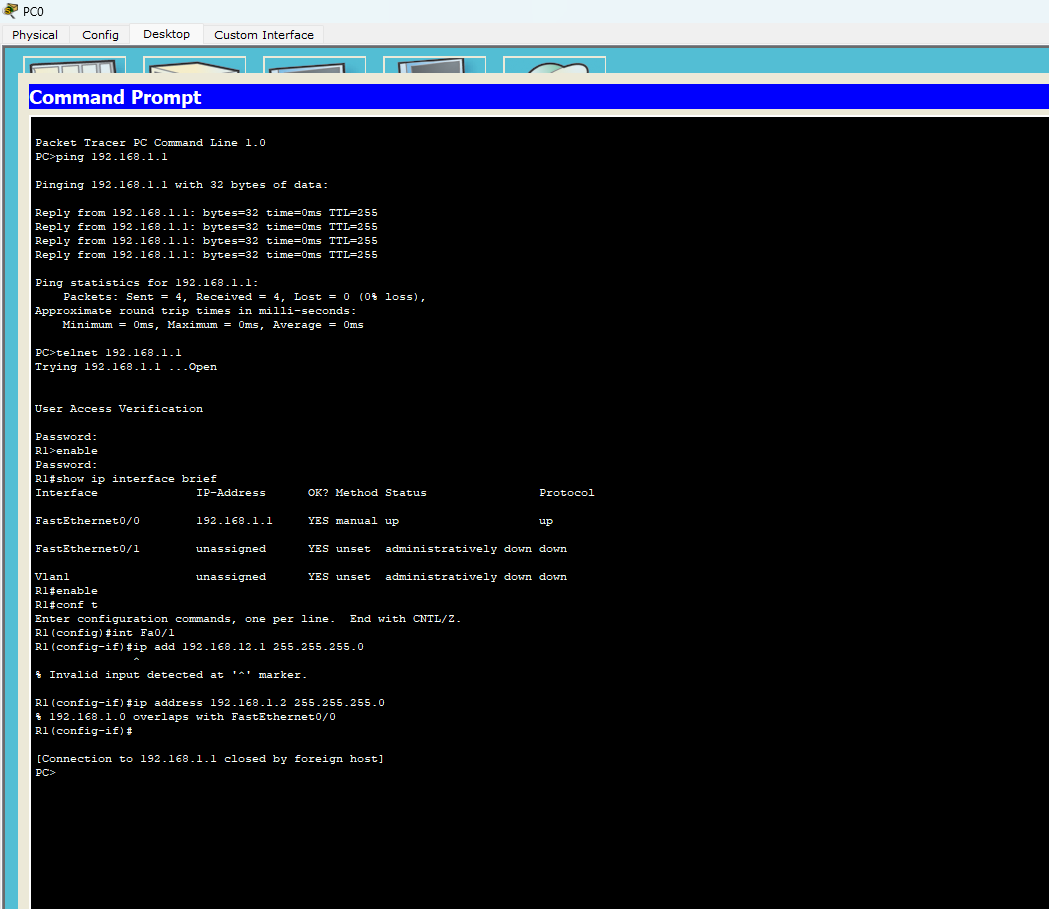 PC0
Physical Config Desktop Custom Interface
Command Prompt
Packet Tracer PC Command Line 1.0
PC>ping 192.168.1.1
Pinging 192.168.1.1 with 32 bytes of data:
Reply from 192.168.1.1: bytes=32 time=0ms TTL=255
Reply from 192.168.1.1: bytes=32 time=0ms TTL=255
Reply from 192.168.1.1: bytes=32 time=0ms TTL=255
Reply from 192.168.1.1: bytes=32 time=0ms TTL=255
Ping statistics for 192.168.1.1:
    Packets: Sent = 4, Received = 4, Lost = 0 (0% loss),
Approximate round trip times in milli-seconds:
    Minimum = 0ms, Maximum = 0ms, Average = 0ms
PC>telnet 192.168.1.1
Trying 192.168.1.1 ...Open
User Access Verification
Password:
R1>enable
Password:
R1#show ip interface brief
Interface              IP-Address      OK? Method Status                Protocol
FastEthernet0/0        192.168.1.1     YES manual up                    up
FastEthernet0/1        unassigned      YES unset  administratively down down
Vlan1                  unassigned      YES unset  administratively down down
R1#enable
R1#conf t
Enter configuration commands, one per line.  End with CNTL/Z.
R1(config)#int Fa0/1
R1(config-if)#ip add 192.168.12.1 255.255.255.0
              ^
% Invalid input detected at '^' marker.
R1(config-if)#ip address 192.168.1.2 255.255.255.0
% 192.168.1.0 overlaps with FastEthernet0/0
R1(config-if)#
[Connection to 192.168.1.1 closed by foreign host]
PC>